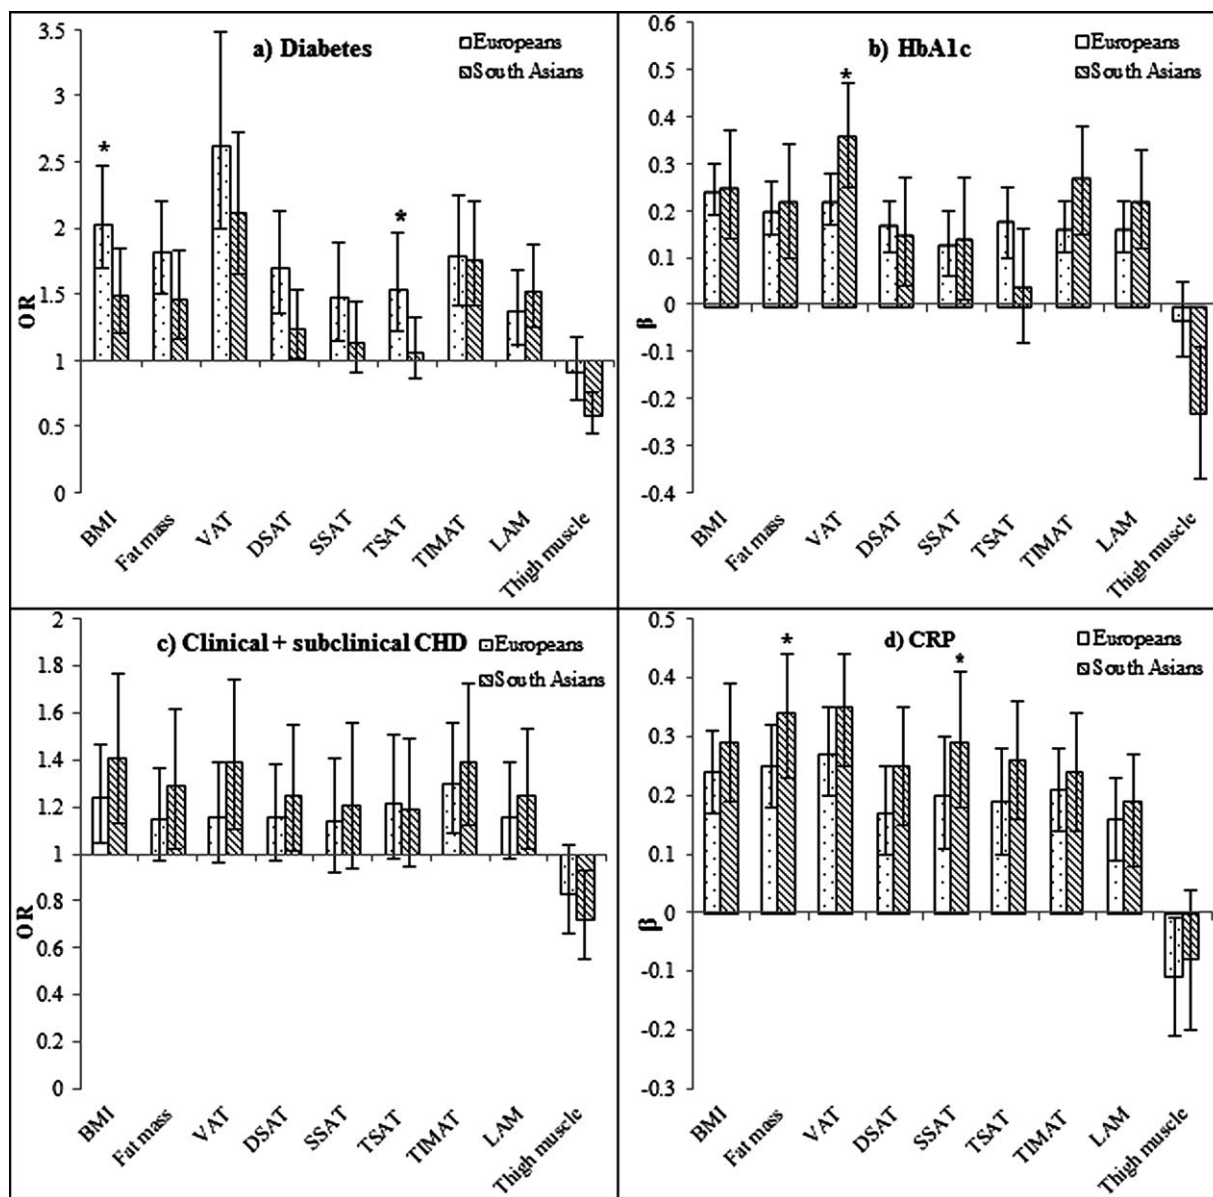 a) Diabetes
Europeans
South Asians
OR
3.5
3
2.5
2
1.5
1
0.5
0
*
*
BMI
Fat mass
VAT
DSAT
SSAT
TSAT
TIMAT
LAM
Thigh muscle
b) HbA1c
Europeans
South Asians
β
0.6
0.5
0.4
0.3
0.2
0.1
0
-0.1
-0.2
-0.3
-0.4
*
BMI
Fat mass
VAT
DSAT
SSAT
TSAT
TIMAT
LAM
Thigh muscle
c) Clinical + subclinical CHD
Europeans
South Asians
OR
2
1.8
1.6
1.4
1.2
1
0.8
0.6
0.4
0.2
0
BMI
Fat mass
VAT
DSAT
SSAT
TSAT
TIMAT
LAM
Thigh muscle
d) CRP
Europeans
South Asians
β
0.5
0.4
0.3
0.2
0.1
0
-0.1
-0.2
-0.3
*
*
BMI
Fat mass
VAT
DSAT
SSAT
TSAT
TIMAT
LAM
Thigh muscle